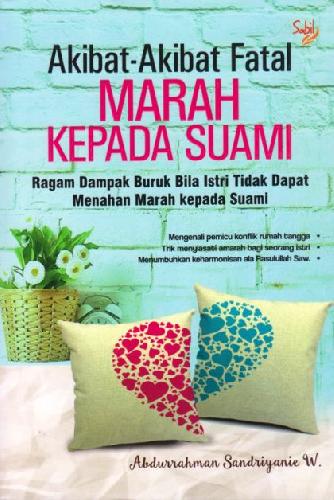 Sabil
Akibat-Akibat Fatal
MARAH
KEPADA SUAMI
Ragam Dampak Buruk Bila Istri Tidak Dapat
Menahan Marah kepada Suami
Mengenali pemicu konflik rumah tangga •
Trik menyiasati amarah bagi seorang istri •
Menumbuhkan keharmonisan ala Rasulullah Saw. •
Abdurrahman Sandriyanie W.